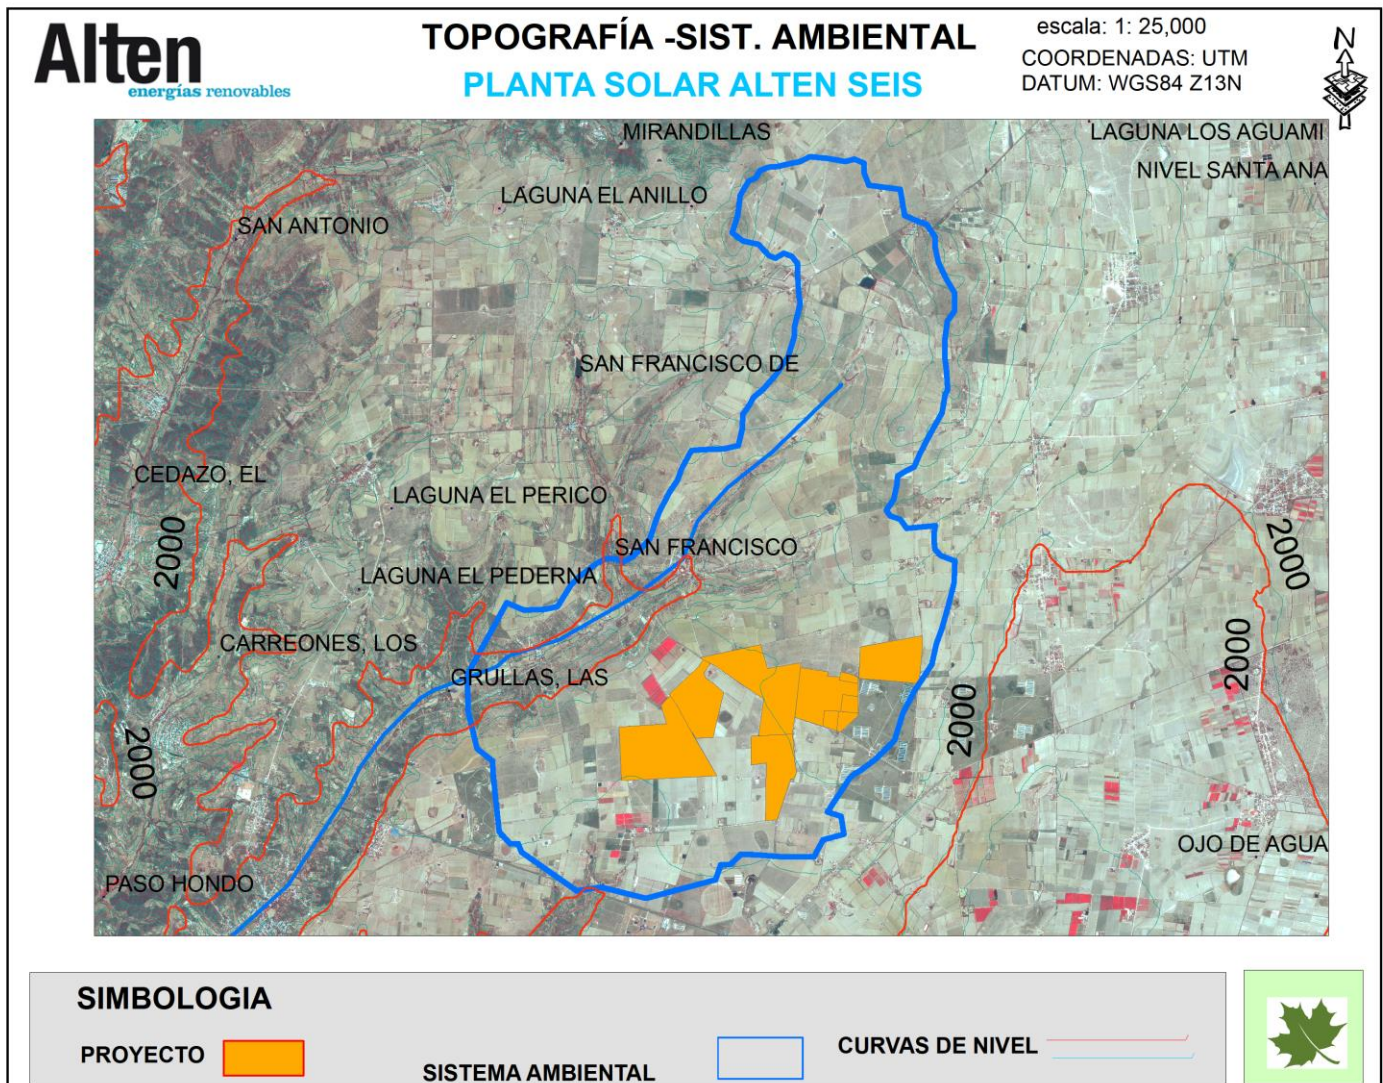 Alten
energías renovables
TOPOGRAFÍA -SIST. AMBIENTAL
PLANTA SOLAR ALTEN SEIS
escala: 1: 25,000
COORDENADAS: UTM
DATUM: WGS84 Z13N
N
MIRANDILLAS
LAGUNA LOS AGUAMI
NIVEL SANTA ANA
LAGUNA EL ANILLO
SAN ANTONIO
SAN FRANCISCO DE
CEDAZO, EL
LAGUNA EL PERICO
2000
2000
SAN FRANCISCO
LAGUNA EL PEDERNA
CARREONES, LOS
2000
GRULLAS, LAS
2000
2000
OJO DE AGUA
PASO HONDO
SIMBOLOGIA
PROYECTO
SISTEMA AMBIENTAL
CURVAS DE NIVEL